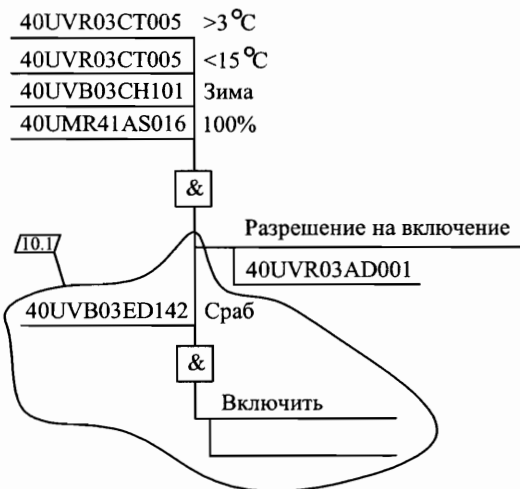 40UVR03CT005 >3°C
40UVR03CT005 <15°C
40UVB03CH101 Зима
40UMR41AS016 100%
&
Разрешение на включение
10.1
40UVR03AD001
40UVB03ED142 Сраб
&
Включить